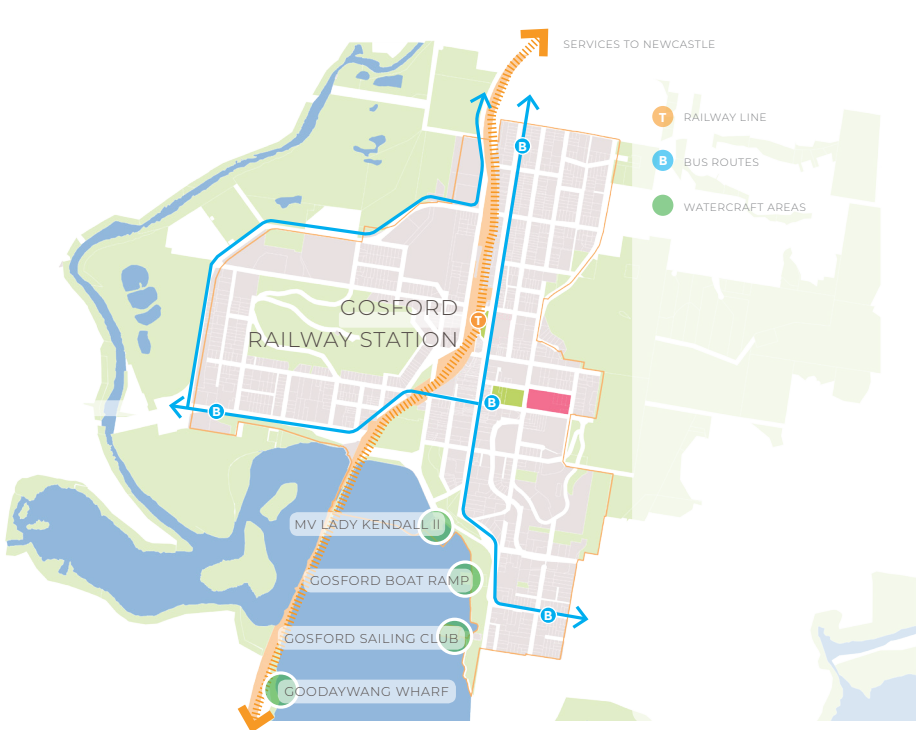 SERVICES TO NEWCASTLE
T RAILWAY LINE
B
B BUS ROUTES
WATERCRAFT AREAS
GOSFORD
T
RAILWAY STATION
B
B
MV LADY KENDALL II
GOSFORD BOAT RAMP
B
GOSFORD SAILING CLUB
GOODAYWANG WHARF